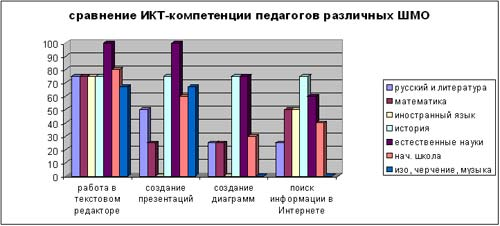 сравнение ИКТ-компетенции педагогов различных ШМО
100
90
80
70
60
50
40
30
20
10
0
работа в
текстовом
редакторе
создание
презентаций
создание
диаграмм
поиск
информации в
Интернете
русский и литература
математика
иностранный язык
история
естественные науки
нач. школа
изо, черчение, музыка